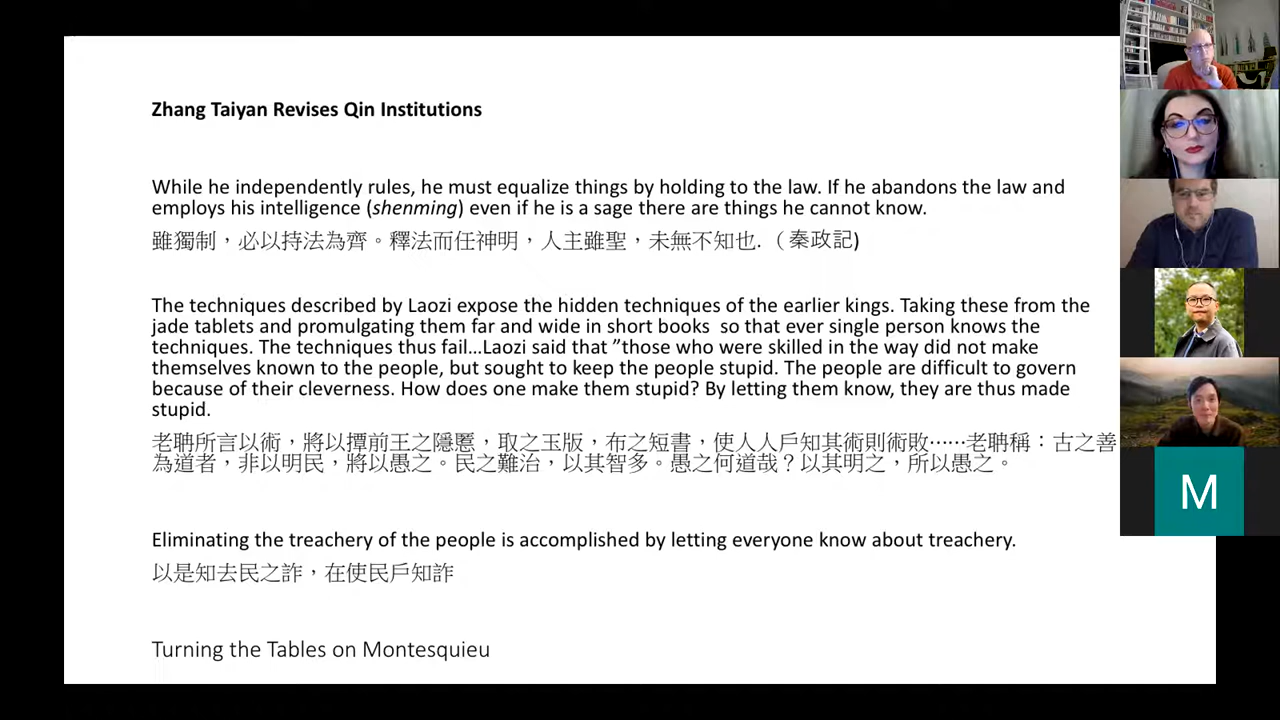 Zhang Taiyan Revises Qin Institutions
While he independently rules, he must equalize things by holding to the law. If he abandons the law and
employs his intelligence (shenming) even if he is a sage there are things he cannot know.
雖獨制，必以持法為齊。釋法而任神明，人主雖聖，未無不知也.（秦政記)
The techniques described by Laozi expose the hidden techniques of the earlier kings. Taking these from the
jade tablets and promulgating them far and wide in short books so that ever single person knows the
techniques. The techniques thus fail...Laozi said that ”those who were skilled in the way did not make
themselves known to the people, but sought to keep the people stupid. The people are difficult to govern
because of their cleverness. How does one make them stupid? By letting them know, they are thus made
stupid.
老聃所言以術，將以撢前王之隱慝，取之玉版，布之短書，使人人戶知其術則術敗……老聃稱：古之善
為道者，非以明民，將以愚之。民之難治，以其智多。愚之何道哉？以其明之，所以愚之。
Eliminating the treachery of the people is accomplished by letting everyone know about treachery.
以是知去民之詐，在使民戶知詐
Turning the Tables on Montesquieu
M